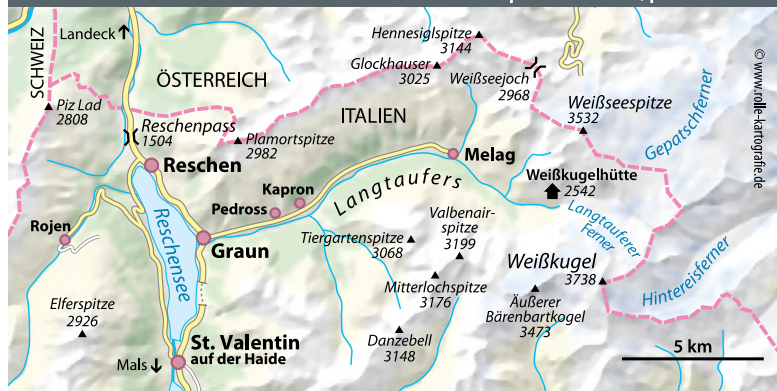 Landeck
Hennesiglspitze
3144
SCHWEIZ
Glockhauser
3025
Weißseejoch
2968
ÖSTERREICH
© www.rolle-kartografie.de
Piz Lad
2808
ITALIEN
Weißseespitze
3532
Gepatschferner
Reschenpass
1504
Plamortspitze
2982
Reschen
Melag
Weißkugelhütte
2542
Kapron
Langtaufers
Pedross
Rojen
Reschensee
Valbenair-
spitze
3199
Langtauferer
Ferner
Graun
Tiergartenspitze
3068
Weißkugel
3738
Hintereisferner
Mitterlochspitze
3176
Äußerer
Bärenbartkogel
3473
Elferspitze
2926
Danzebell
3148
St. Valentin
auf der Haide
Mals
5 km